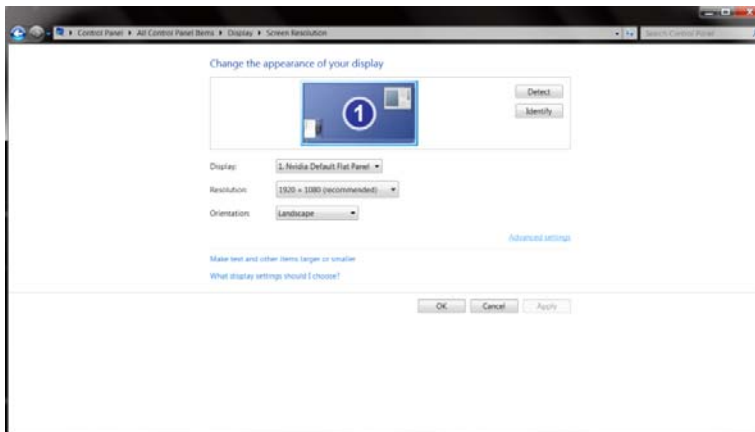 Control Panel ▸ All Control Panel Items ▸ Display ▸ Screen Resolution
Search Control Panel
Change the appearance of your display
1
Detect
Identify
Display:
1. Nvidia Default Flat Panel
Resolution:
1920 × 1080 (recommended)
Orientation:
Landscape
Advanced settings
Make text and other items larger or smaller
What display settings should I choose?
OK
Cancel
Apply